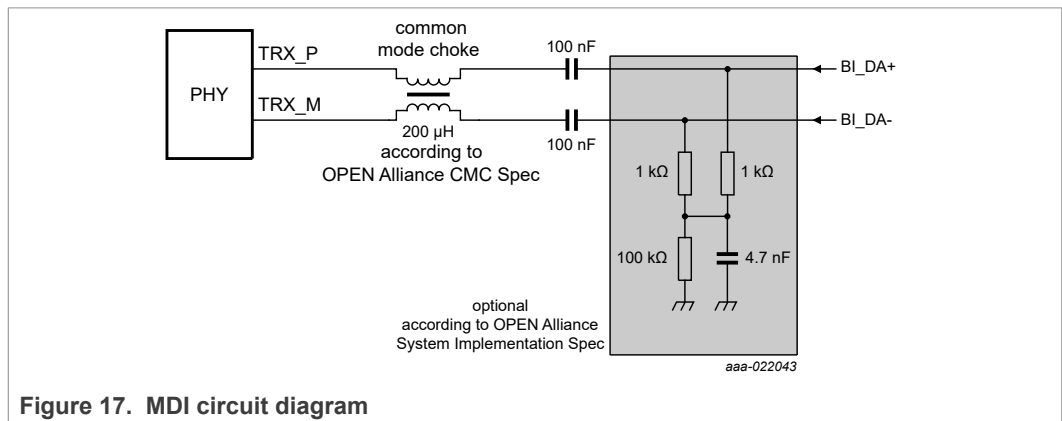 common
mode choke
100 nF
TRX_P
BI_DA+
PHY
TRX_M
BI_DA-
200 µH
100 nF
according to
OPEN Alliance CMC Spec
1 kΩ
1 kΩ
100 kΩ
4.7 nF
optional
according to OPEN Alliance
System Implementation Spec
aaa-022043
Figure 17. MDI circuit diagram